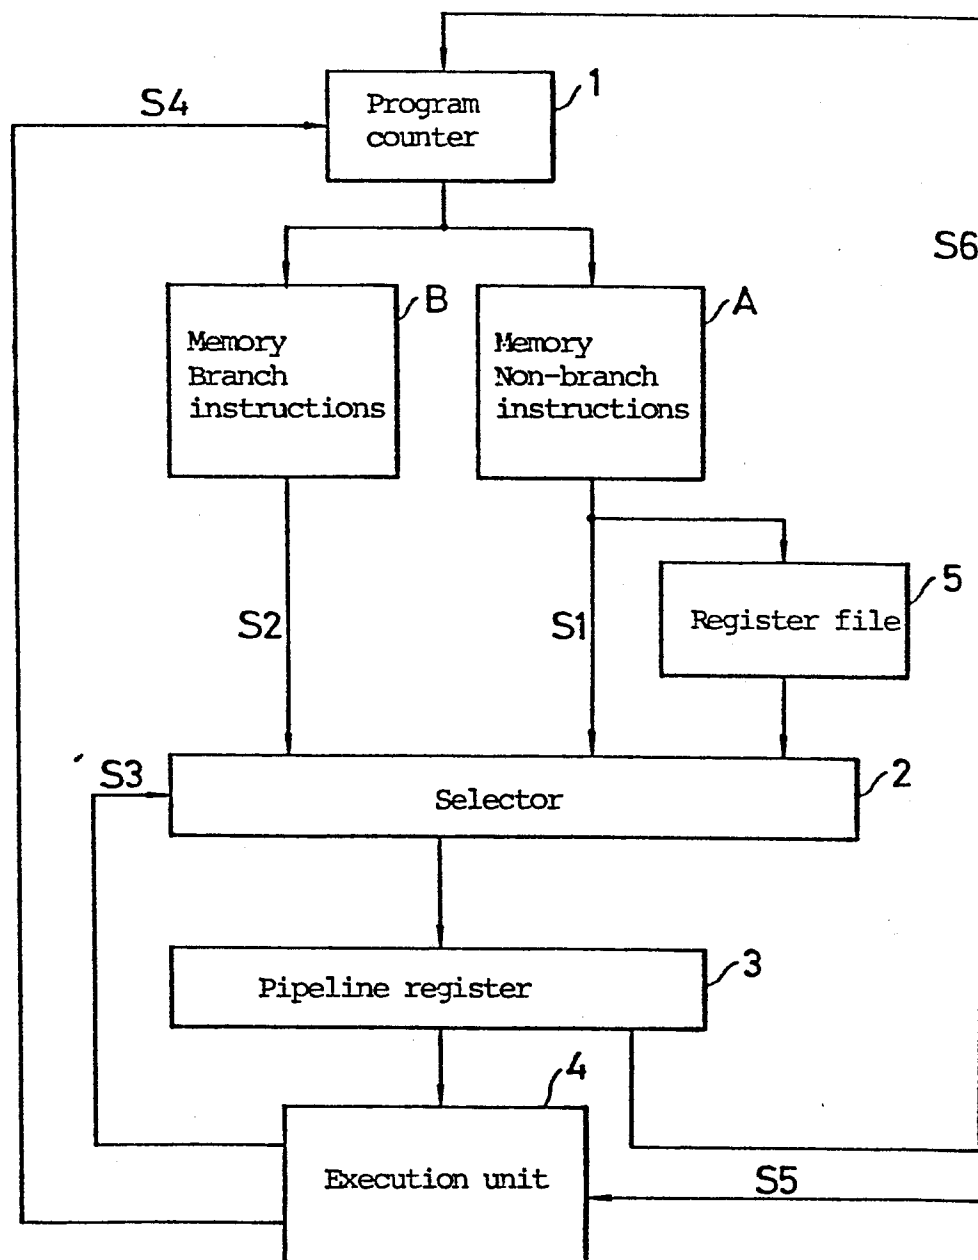 1
Program
counter
S4
S6
B
Memory
Branch
instructions
A
Memory
Non-branch
instructions
5
Register file
S2
S1
S3
2
Selector
3
Pipeline register
4
Execution unit
S5